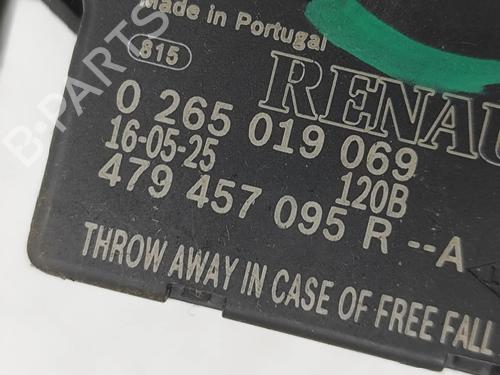 Made in Portugal
815
RENAU
0 265 019 069
16-05-25 120B
479 457 095 R --A
THROW AWAY IN CASE OF FREE FALL
B-PARTS